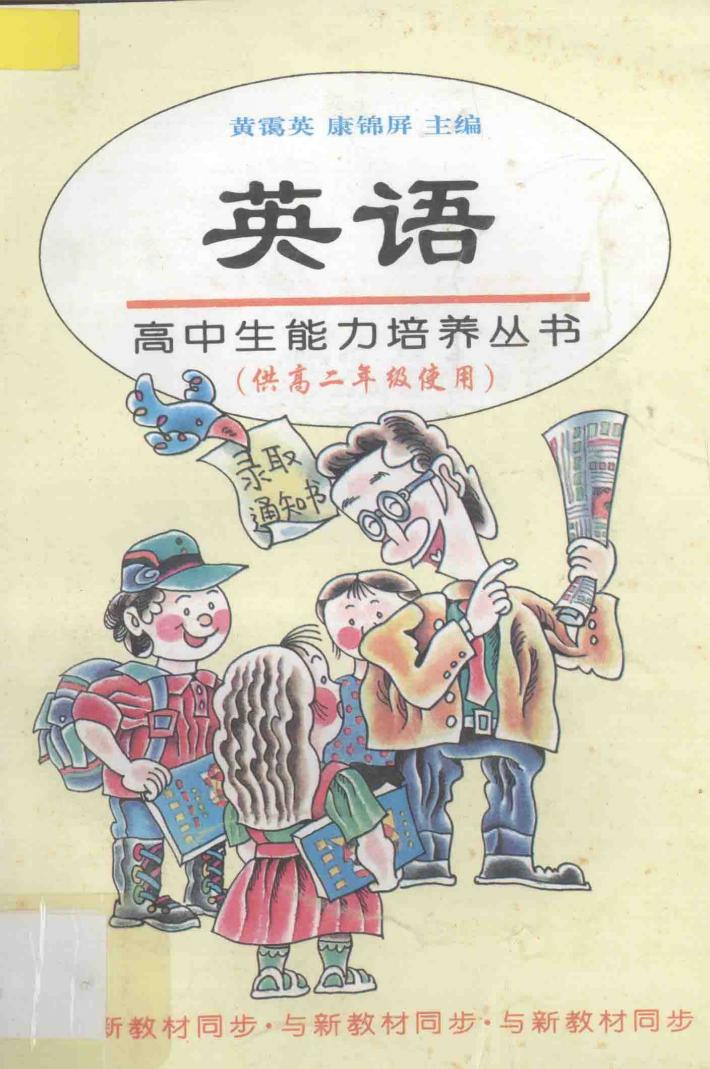 黄霭英 康锦屏 主编
英语
高中生能力培养丛书
(供高二年级使用)
录取
通知书
新教材同步·与新教材同步·与新教材同步